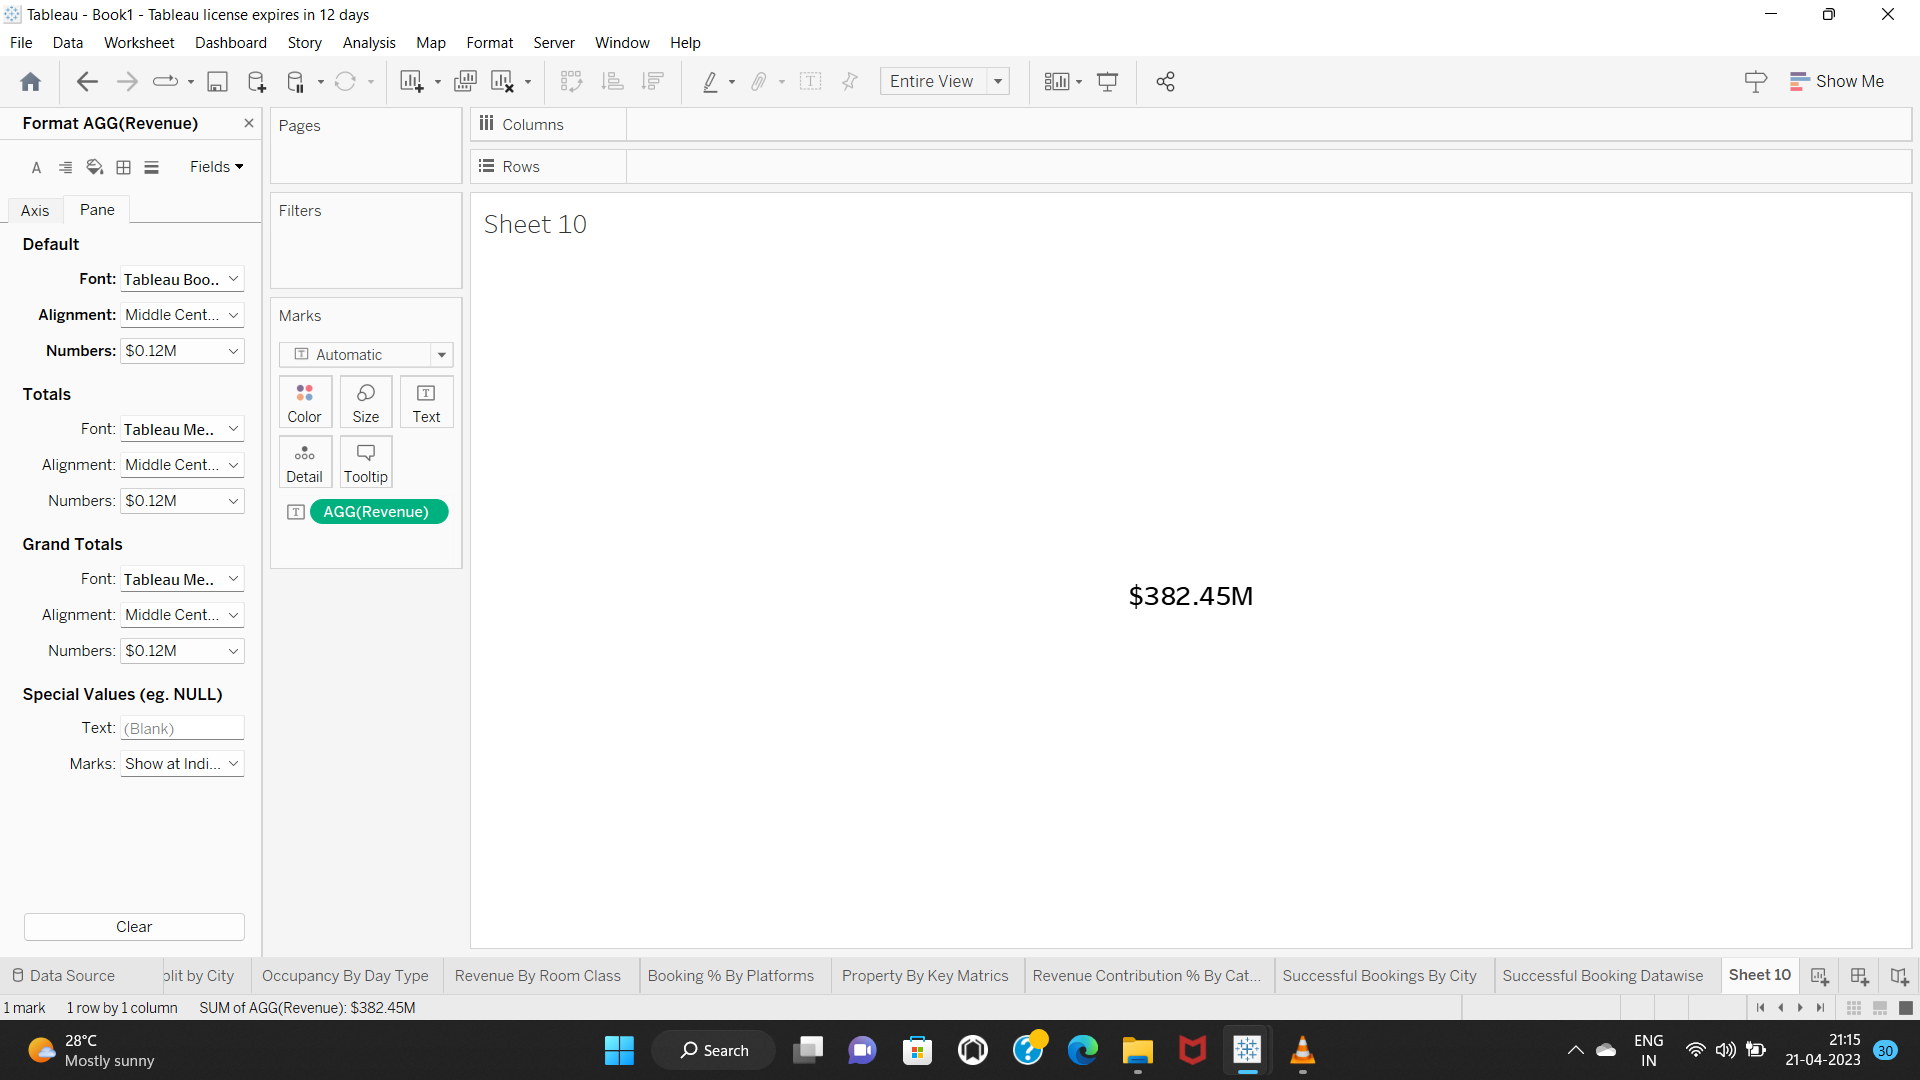 Tableau - Book1 - Tableau license expires in 12 days
File Data Worksheet Dashboard Story Analysis Map Format Server Window Help
Entire View
Show Me
Format AGG(Revenue)
Fields
Axis Pane
Default
Font: Tableau Boo..
Alignment: Middle Cent...
Numbers: $0.12M
Totals
Font: Tableau Me..
Alignment: Middle Cent...
Numbers: $0.12M
Grand Totals
Font: Tableau Me..
Alignment: Middle Cent...
Numbers: $0.12M
Special Values (eg. NULL)
Text: (Blank)
Marks: Show at Indi...
Clear
Pages
Filters
Marks
Automatic
Color Size Text
Detail Tooltip
AGG(Revenue)
Columns
Rows
Sheet 10
$382.45M
Data Source plit by City Occupancy By Day Type Revenue By Room Class Booking % By Platforms Property By Key Matrics Revenue Contribution % By Cat... Successful Bookings By City Successful Booking Datawise Sheet 10
1 mark 1 row by 1 column SUM of AGG(Revenue): $382.45M
28°C
Mostly sunny
Search
ENG
IN
21:15
21-04-2023
30